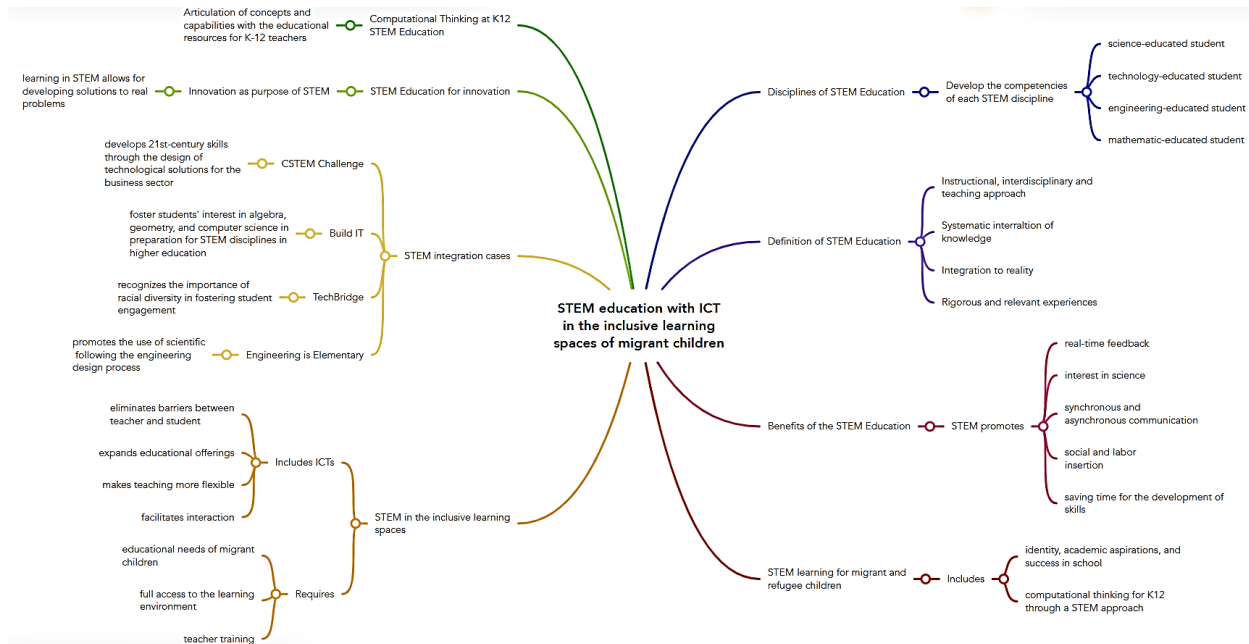 STEM education with ICT
in the inclusive learning
spaces of migrant children
Computational Thinking at K12
STEM Education
Articulation of concepts and
capabilities with the educational
resources for K-12 teachers
STEM Education for innovation
Innovation as purpose of STEM
learning in STEM allows for
developing solutions to real
problems
STEM integration cases
CSTEM Challenge
develops 21st-century skills
through the design of
technological solutions for the
business sector
Build IT
foster students' interest in algebra,
geometry, and computer science in
preparation for STEM disciplines in
higher education
TechBridge
recognizes the importance of
racial diversity in fostering student
engagement
Engineering is Elementary
promotes the use of scientific
following the engineering
design process
STEM in the inclusive learning
spaces
Includes ICTs
eliminates barriers between
teacher and student
expands educational offerings
makes teaching more flexible
facilitates interaction
Requires
educational needs of migrant
children
full access to the learning
environment
teacher training
Disciplines of STEM Education
Develop the competencies
of each STEM discipline
science-educated student
technology-educated student
engineering-educated student
mathematic-educated student
Definition of STEM Education
Instructional, interdisciplinary and
teaching approach
Systematic interraltion of
knowledge
Integration to reality
Rigorous and relevant experiences
Benefits of the STEM Education
STEM promotes
real-time feedback
interest in science
synchronous and
asynchronous communication
social and labor
insertion
saving time for the development of
skills
STEM learning for migrant and
refugee children
Includes
identity, academic aspirations, and
success in school
computational thinking for K12
through a STEM approach